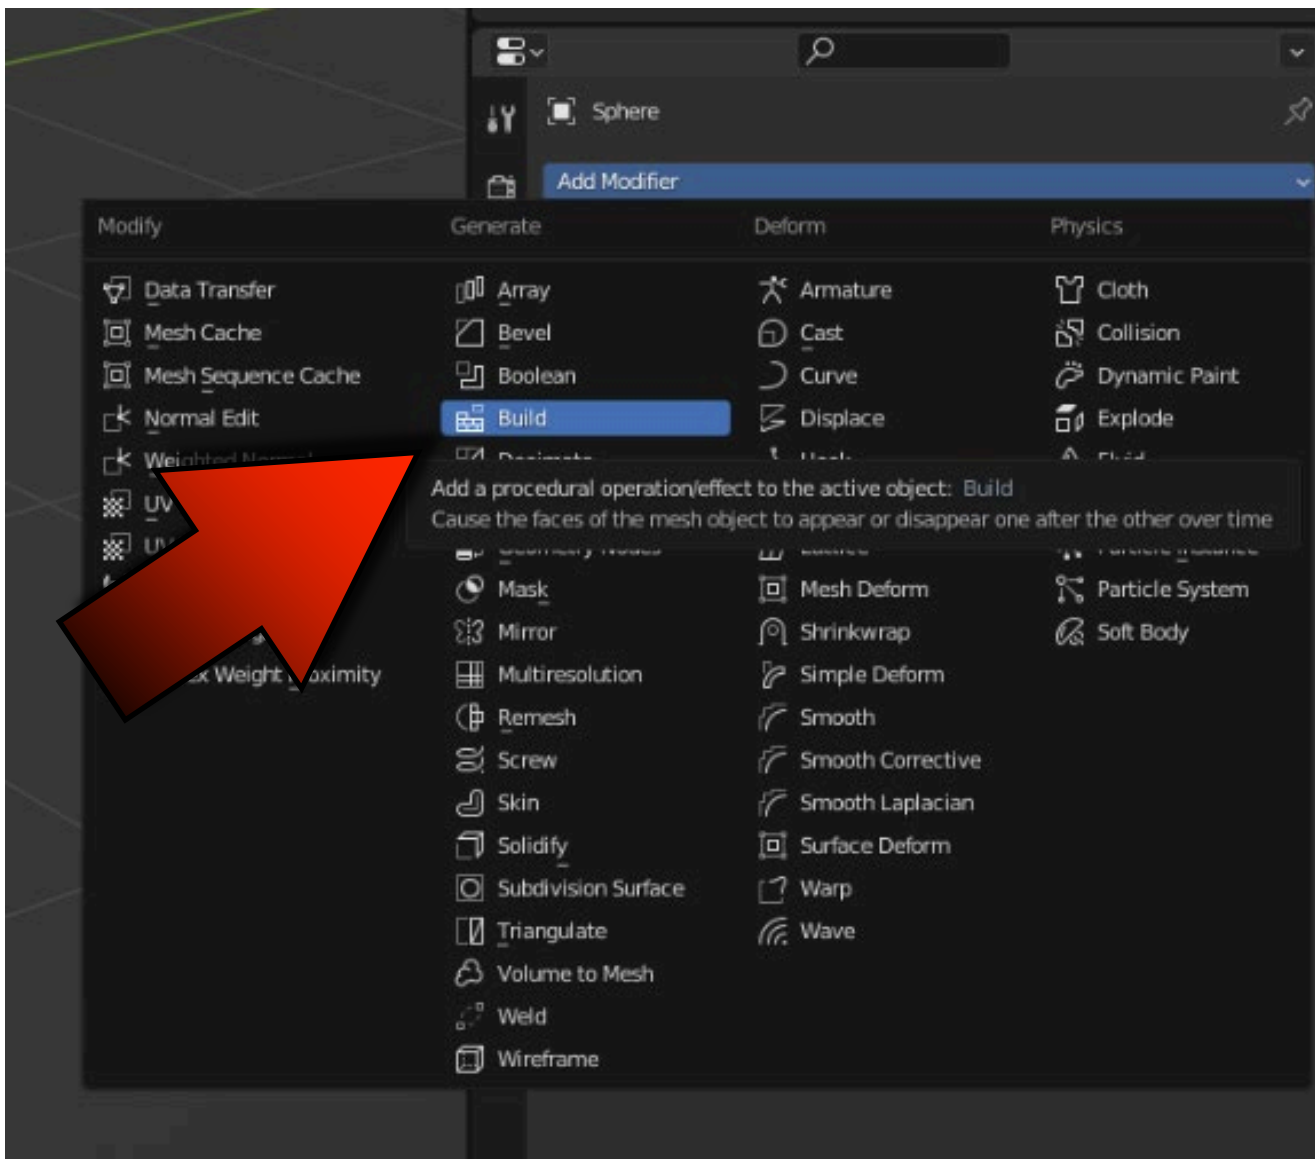 Sphere
Add Modifier
Modify
Generate
Deform
Physics
Data Transfer
Array
Armature
Cloth
Mesh Cache
Bevel
Cast
Collision
Mesh Sequence Cache
Boolean
Curve
Dynamic Paint
Normal Edit
Build
Displace
Explode
Add a procedural operation/effect to the active object: Build
Cause the faces of the mesh object to appear or disappear one after the other over time
UV
UV
Mask
Mesh Deform
Particle System
Mirror
Shrinkwrap
Soft Body
Weight
Multiresolution
Simple Deform
Remesh
Smooth
Screw
Smooth Corrective
Skin
Smooth Laplacian
Solidify
Surface Deform
Subdivision Surface
Warp
Triangulate
Wave
Volume to Mesh
Weld
Wireframe